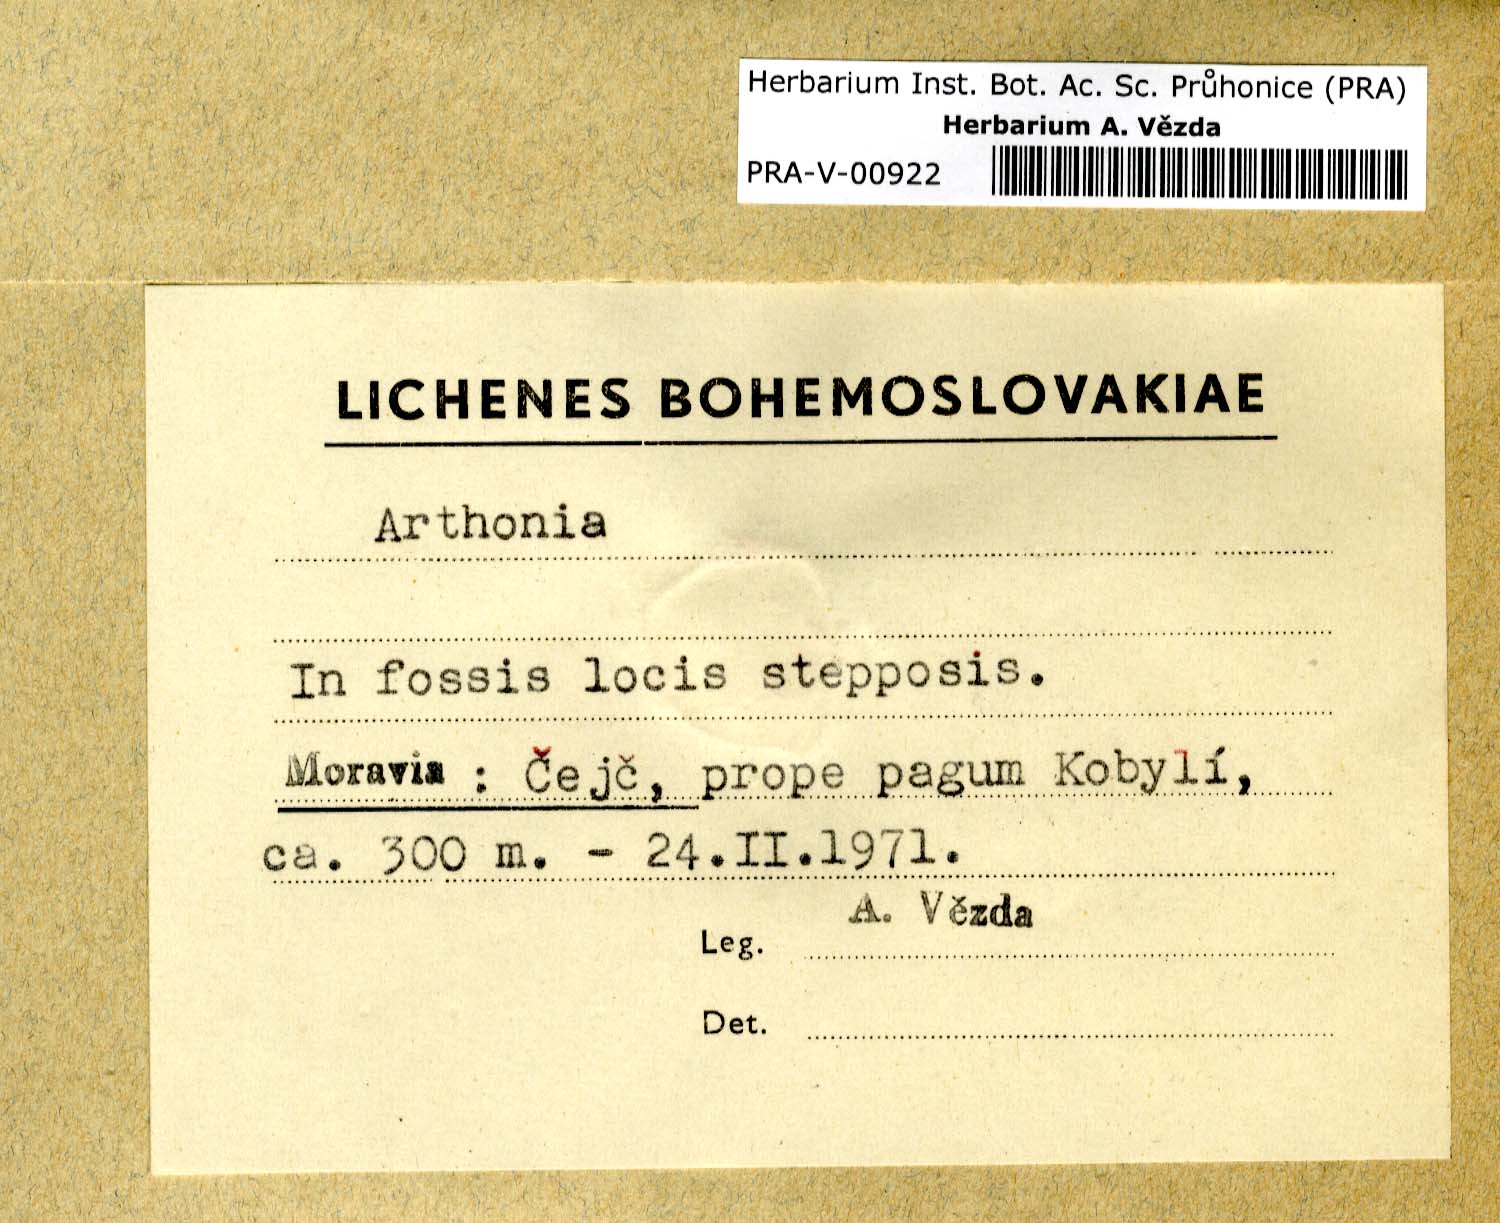 Herbarium Inst. Bot. Ac. Sc. Průhonice (PRA)
Herbarium A. Vězda
PRA-V-00922
LICHENES BOHEMOSLOVAKIAE
Arthonia
In fossis locis stepposis.
Moravia : Čejč, prope pagum Kobylí,
ca. 300 m. - 24.II.1971.
A. Vězda
Leg.
Det.